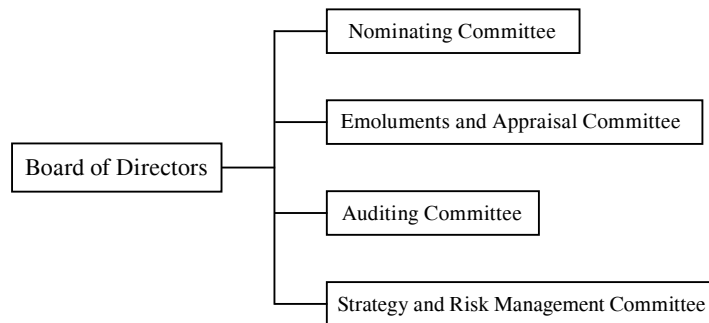 Nominating Committee
Emoluments and Appraisal Committee
Board of Directors
Auditing Committee
Strategy and Risk Management Committee